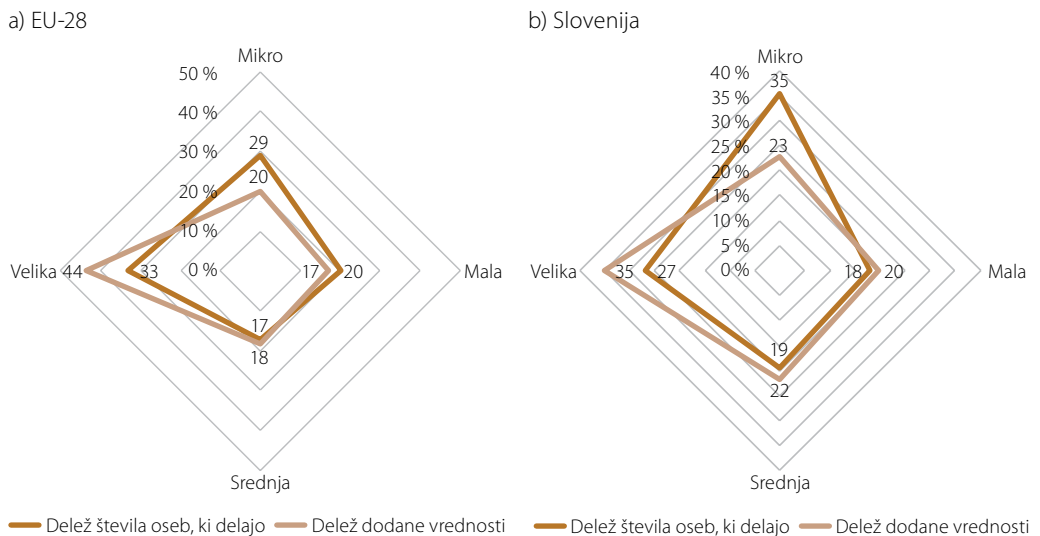 a) EU-28
Mikro
50 %
40 %
30 %
29
20
20 %
10 %
0 %
Velika
44
33
17
20
Mala
17
18
Srednja
Delež števila oseb, ki delajo
Delež dodane vrednosti
b) Slovenija
Mikro
40 %
35
35 %
30 %
25 %
23
20 %
15 %
10 %
5 %
0 %
Velika
35
27
18
20
Mala
19
22
Srednja
Delež števila oseb, ki delajo
Delež dodane vrednosti